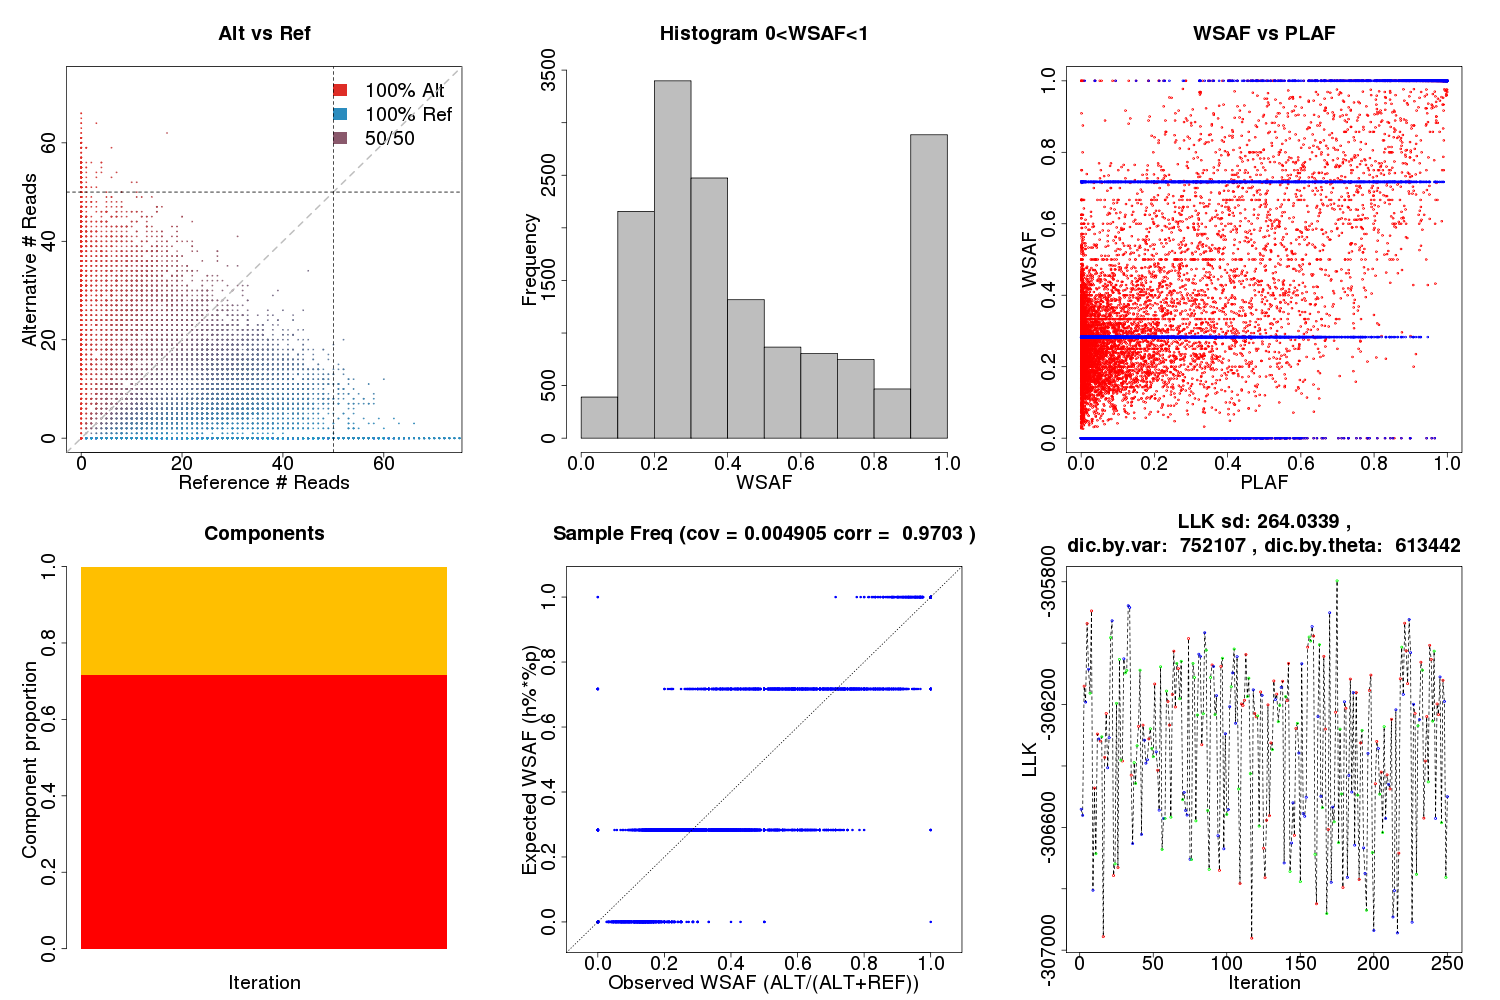 Alt vs Ref
100% Alt
100% Ref
50/50
Alternative # Reads
0 20 40 60
0 20 40 60
Reference # Reads
Histogram 0<WSAF<1
Frequency
0 500 1500 2500 3500
0.0 0.2 0.4 0.6 0.8 1.0
WSAF
WSAF vs PLAF
WSAF
0.0 0.2 0.4 0.6 0.8 1.0
0.0 0.2 0.4 0.6 0.8 1.0
PLAF
Components
Component proportion
0.0 0.2 0.4 0.6 0.8 1.0
Iteration
Sample Freq (cov = 0.004905 corr = 0.9703 )
Expected WSAF (h%*%p)
0.0 0.2 0.4 0.6 0.8 1.0
0.0 0.2 0.4 0.6 0.8 1.0
Observed WSAF (ALT/(ALT+REF))
LLK sd: 264.0339 ,
dic.by.var: 752107 , dic.by.theta: 613442
LLK
-307000 -306600 -306200 -305800
0 50 100 150 200 250
Iteration